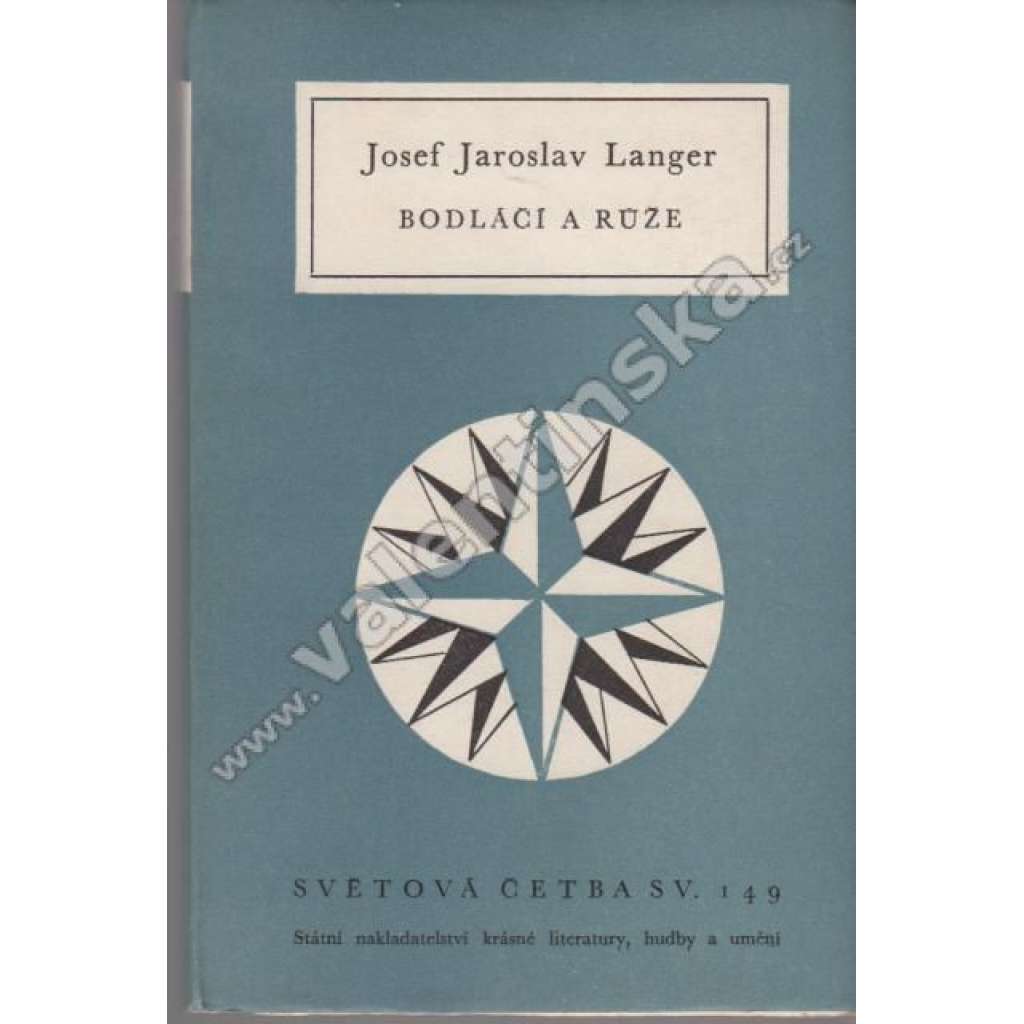 Josef Jaroslav Langer
BODLÁČÍ A RŮŽE
www.valentinska.cz
SVĚTOVÁ ČETBA SV. 149
Státní nakladatelství krásné literatury, hudby a umění